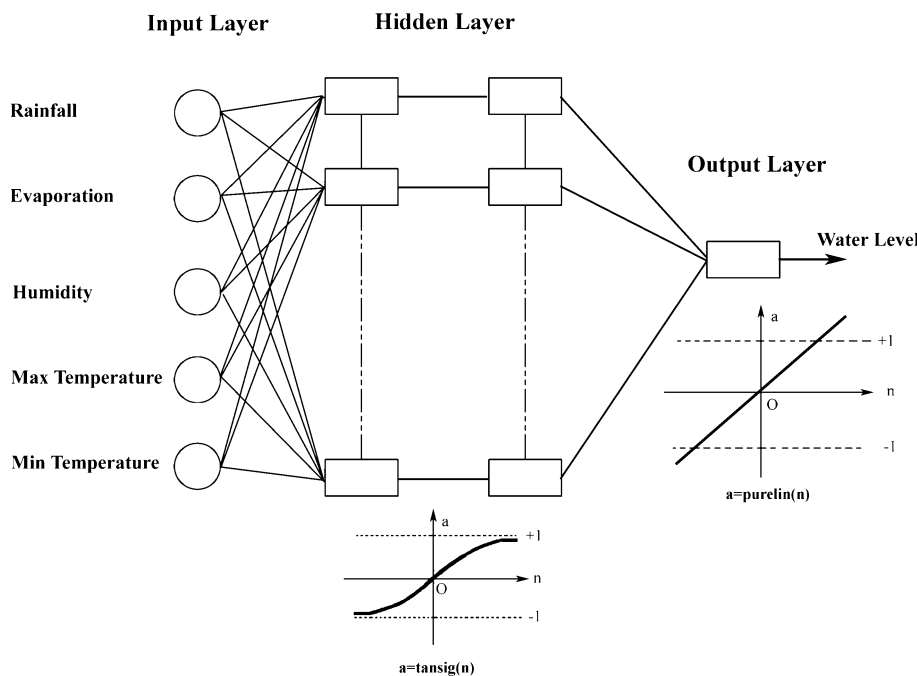 Input Layer
Hidden Layer
Rainfall
Evaporation
Humidity
Max Temperature
Min Temperature
Output Layer
Water Level
a
+1
n
O
-1
a=purelin(n)
a
+1
n
O
-1
a=tansig(n)